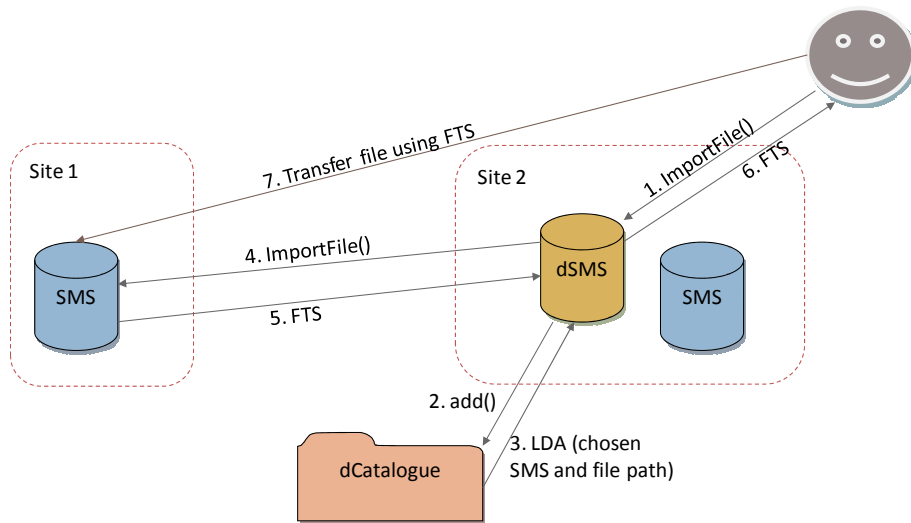 Site 1
7. Transfer file using FTS
Site 2
1. ImportFile()
6. FTS
4. ImportFile()
SMS
5. FTS
dSMS
SMS
2. add()
3. LDA (chosen
SMS and file path)
dCatalogue